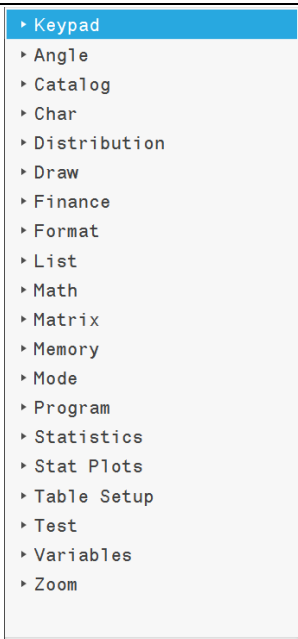 Keypad
Angle
Catalog
Char
Distribution
Draw
Finance
Format
List
Math
Matrix
Memory
Mode
Program
Statistics
Stat Plots
Table Setup
Test
Variables
Zoom